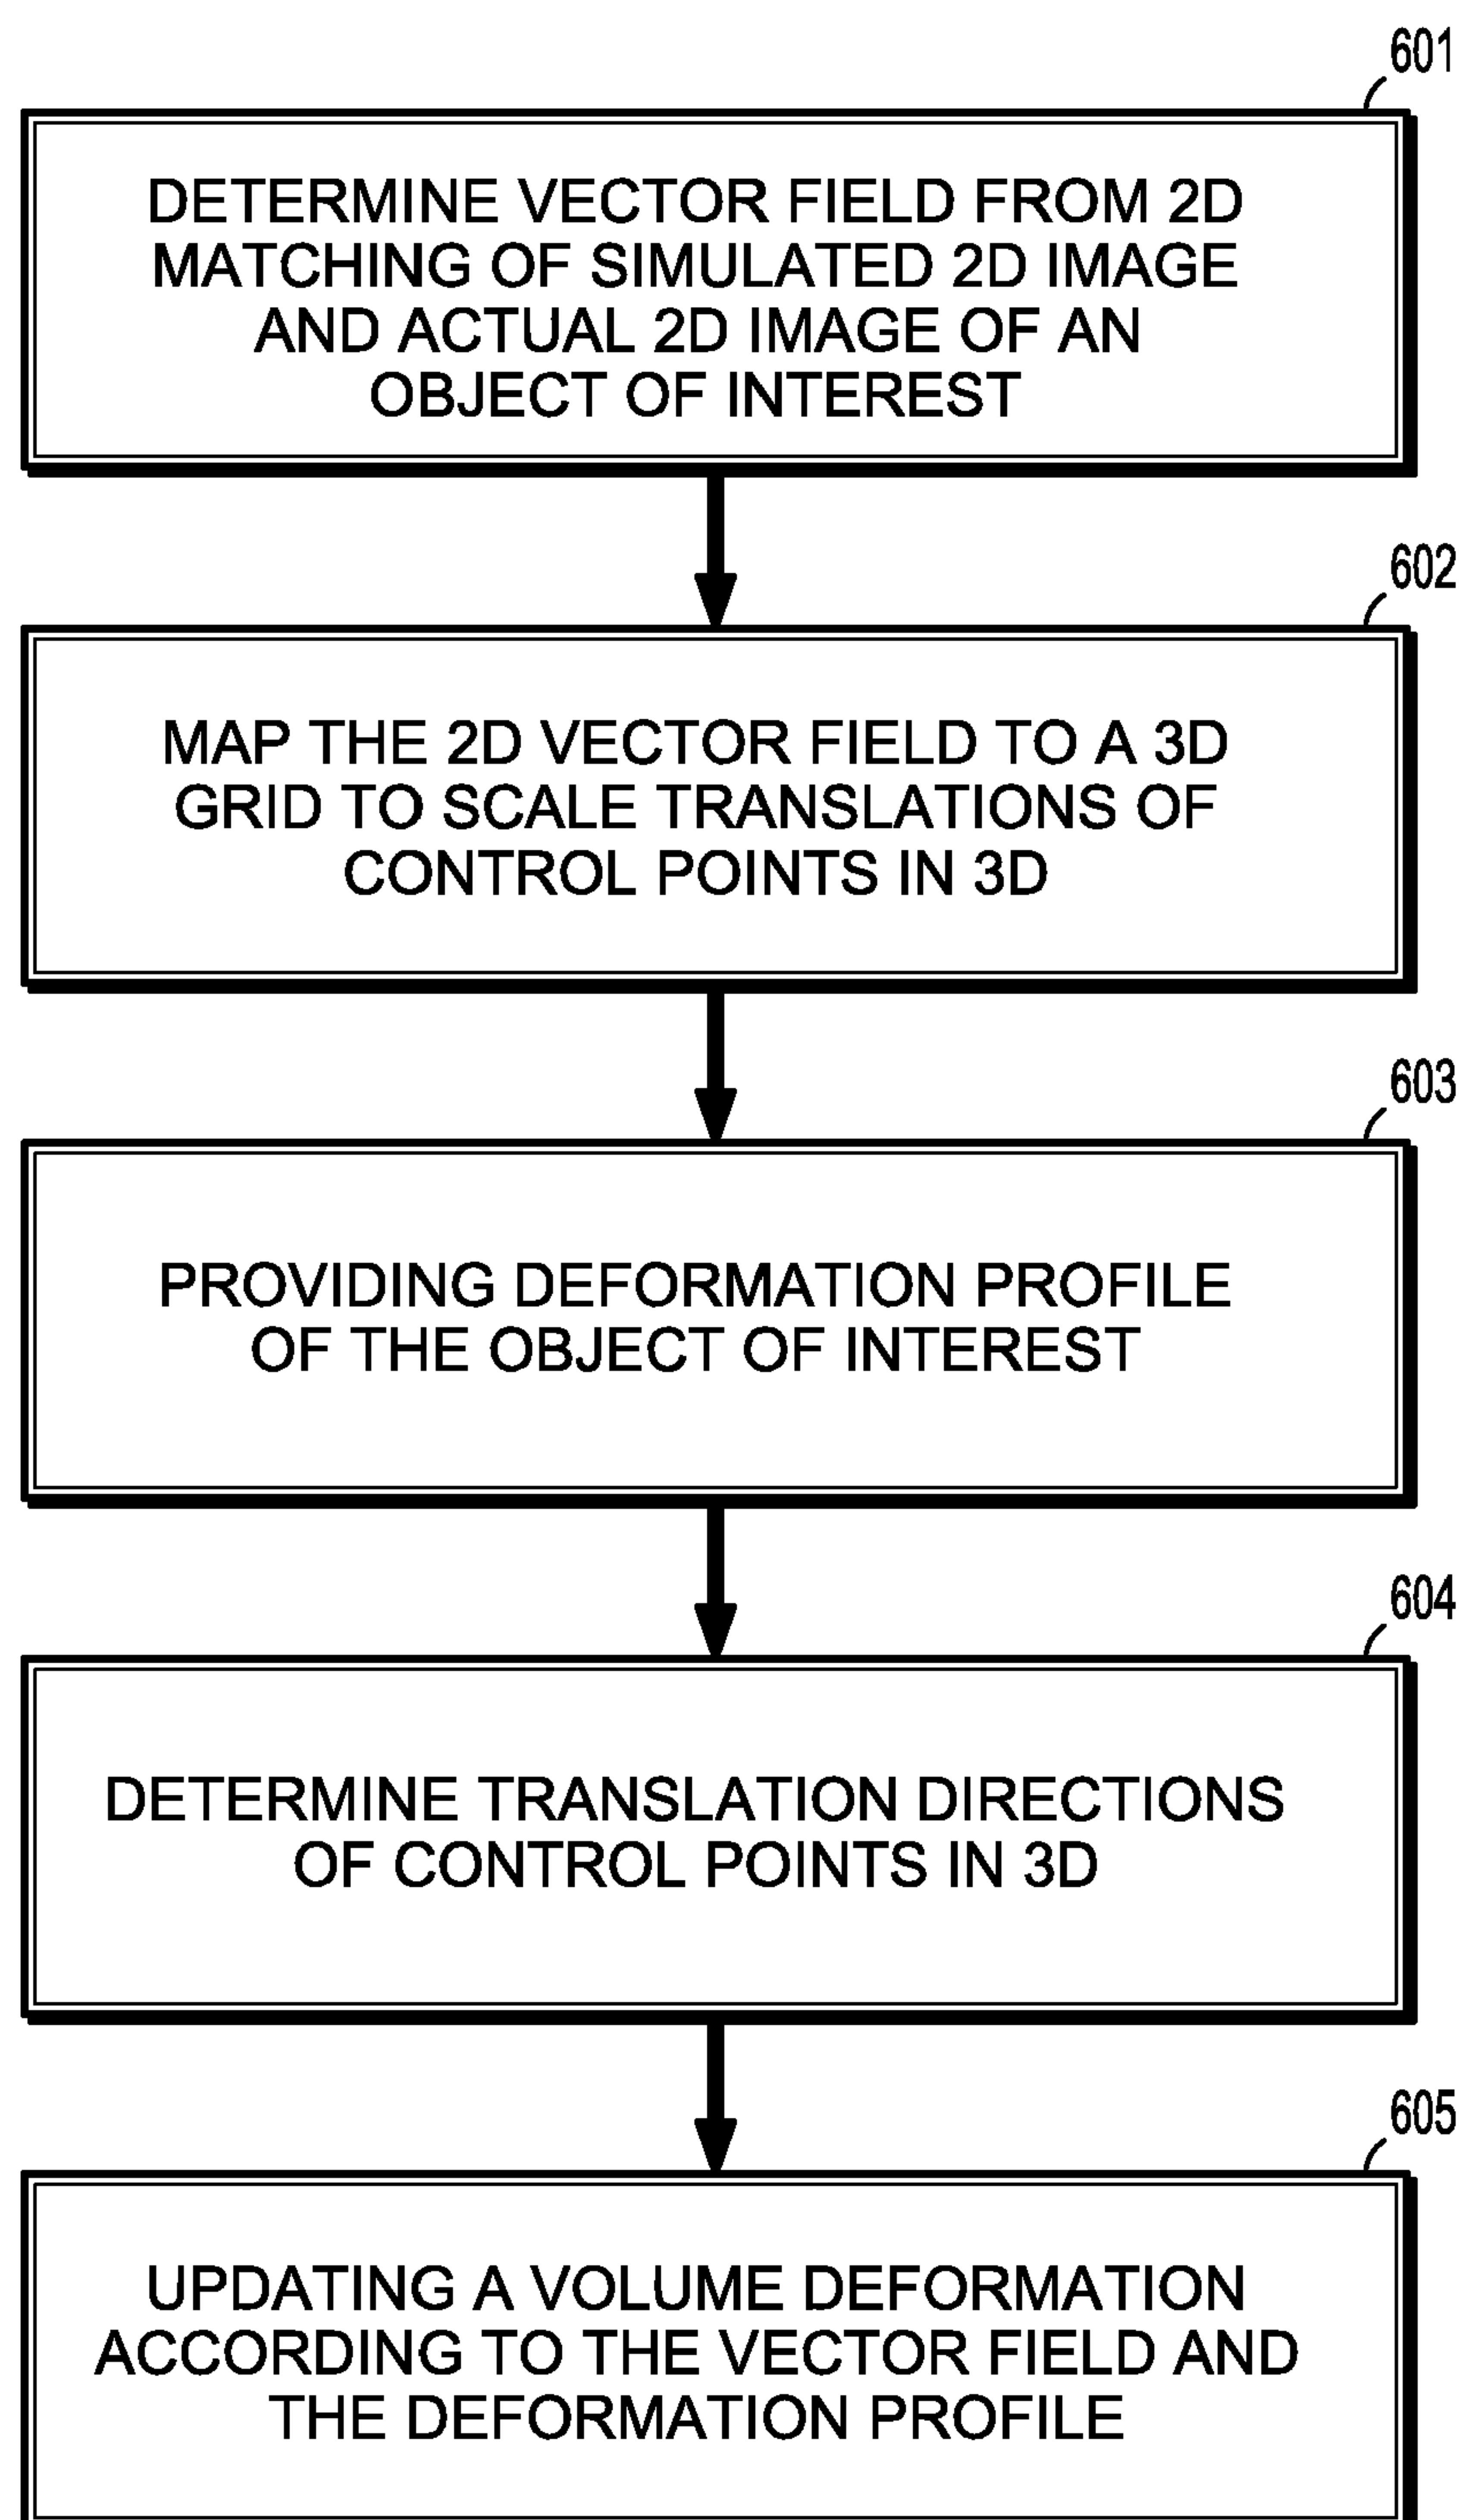 601
DETERMINE VECTOR FIELD FROM 2D
MATCHING OF SIMULATED 2D IMAGE
AND ACTUAL 2D IMAGE OF AN
OBJECT OF INTEREST
602
MAP THE 2D VECTOR FIELD TO A 3D
GRID TO SCALE TRANSLATIONS OF
CONTROL POINTS IN 3D
603
PROVIDING DEFORMATION PROFILE
OF THE OBJECT OF INTEREST
604
DETERMINE TRANSLATION DIRECTIONS
OF CONTROL POINTS IN 3D
605
UPDATING A VOLUME DEFORMATION
ACCORDING TO THE VECTOR FIELD AND
THE DEFORMATION PROFILE